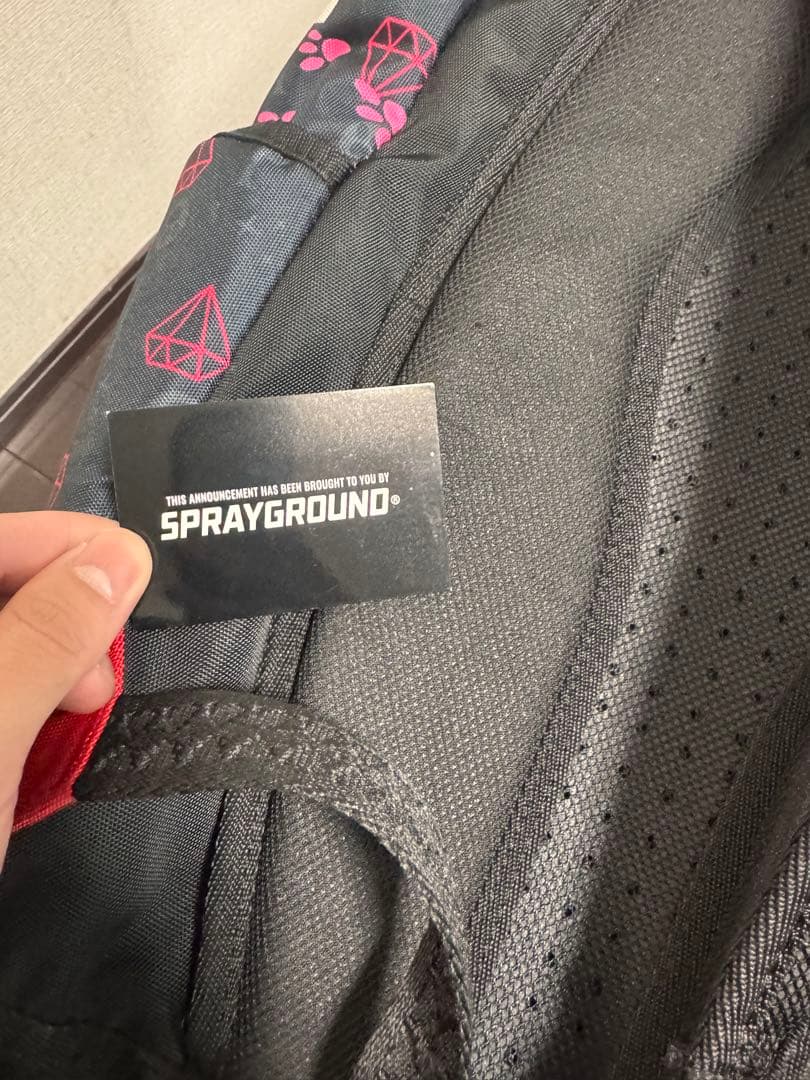 THIS ANNOUNCEMENT HAS BEEN BROUGHT TO YOU BY
SPRAYGROUND®